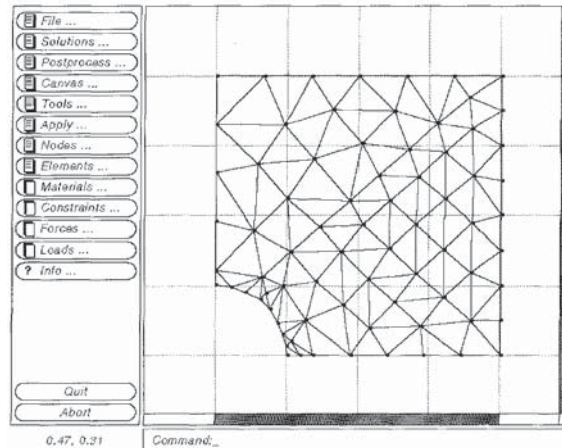 File ...
Solutions ...
Postprocess ...
Canvas ...
Tools ...
Apply ...
Nodes ...
Elements ...
Materials ...
Constraints ...
Forces ...
Loads ...
? Info ...
Quit
Abort
0.47, 0.31
Command:_